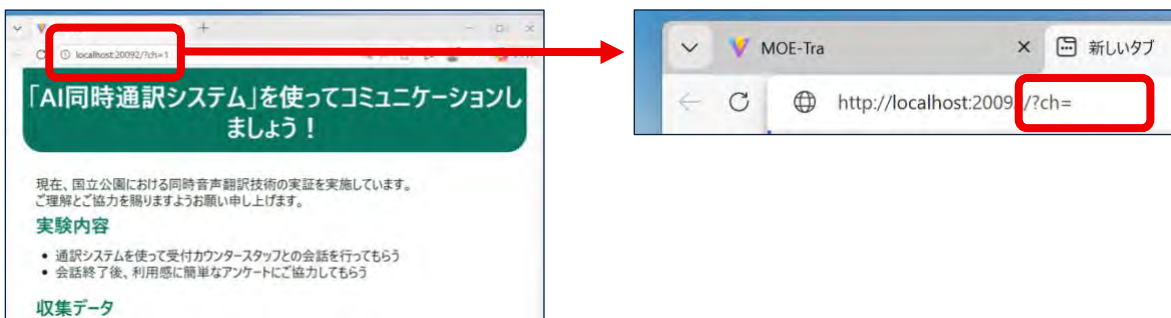 localhost:20092/?ch=1
「AI同時通訳システム」を使ってコミュニケーションし
ましょう！
現在、国立公園における同時音声翻訳技術の実証を実施しています。
ご理解とご協力を賜りますようお願い申し上げます。
実験内容
• 通訳システムを使って受付カウンタースタッフとの会話を行ってもらう
• 会話終了後、利用感に簡単なアンケートにご協力してもらう
収集データ
MOE-Tra
新しいタブ
http://localhost:2009 /?ch=